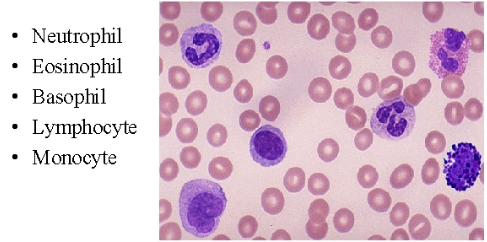 • Neutrophil
• Eosinophil
• Basophil
• Lymphocyte
• Monocyte